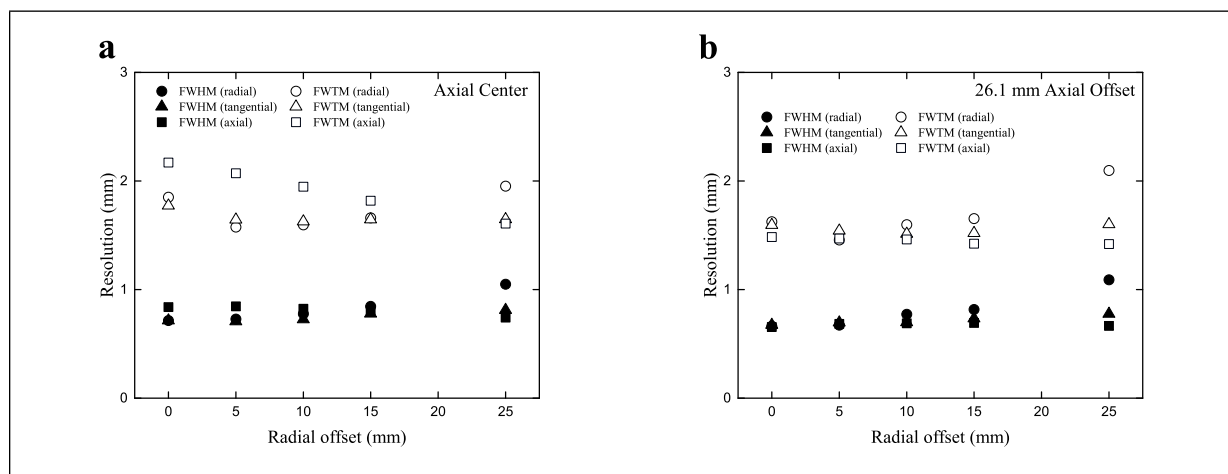 a
3
2
1
0
Resolution (mm)
FWHM (radial) FWTM (radial)
FWHM (tangential) FWTM (tangential)
FWHM (axial) FWTM (axial)
Axial Center
0 5 10 15 20 25
Radial offset (mm)
b
3
2
1
0
Resolution (mm)
26.1 mm Axial Offset
FWHM (radial) FWTM (radial)
FWHM (tangential) FWTM (tangential)
FWHM (axial) FWTM (axial)
0 5 10 15 20 25
Radial offset (mm)